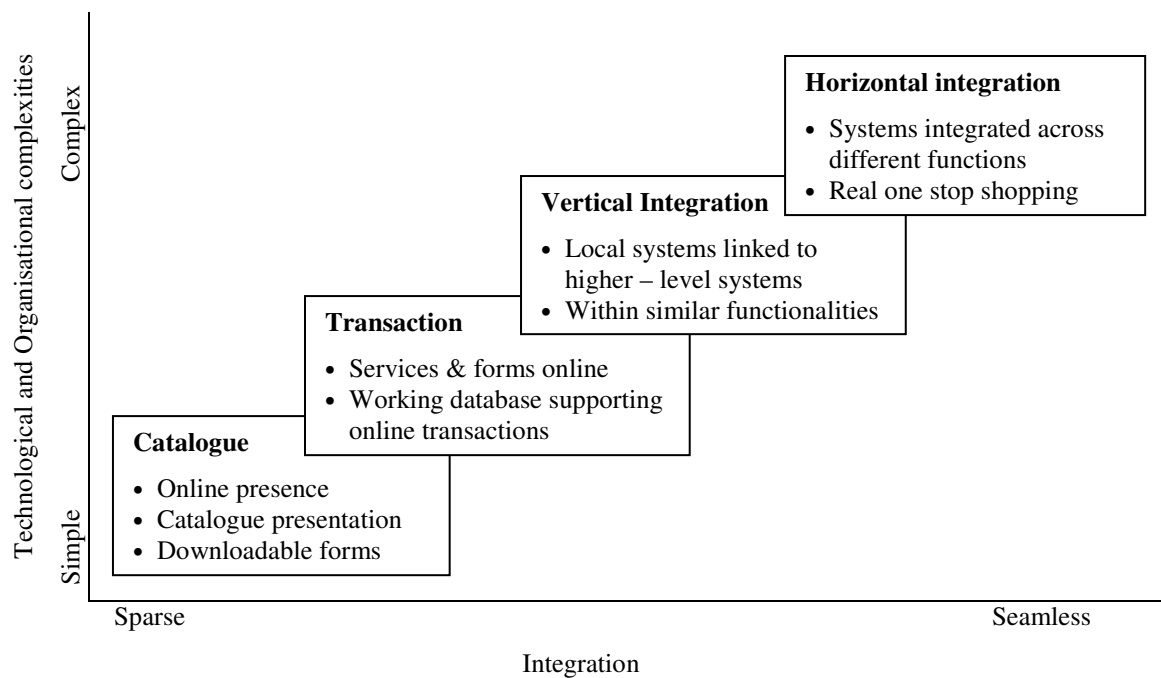 Technological and Organisational complexities
Complex
Simple
Horizontal integration
• Systems integrated across
different functions
• Real one stop shopping
Vertical Integration
• Local systems linked to
higher – level systems
• Within similar functionalities
Transaction
• Services & forms online
• Working database supporting
online transactions
Catalogue
• Online presence
• Catalogue presentation
• Downloadable forms
Sparse
Seamless
Integration